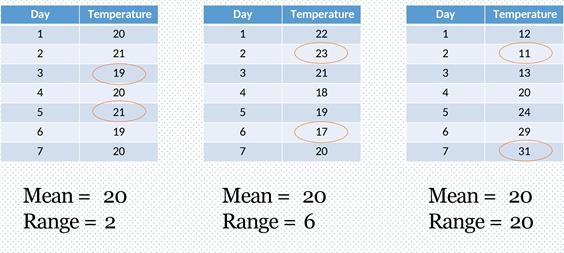 Day Temperature
1 20
2 21
3 19
4 20
5 21
6 19
7 20
Mean = 20
Range = 2
Day Temperature
1 22
2 23
3 21
4 18
5 19
6 17
7 20
Mean = 20
Range = 6
Day Temperature
1 12
2 11
3 13
4 20
5 24
6 29
7 31
Mean = 20
Range = 20